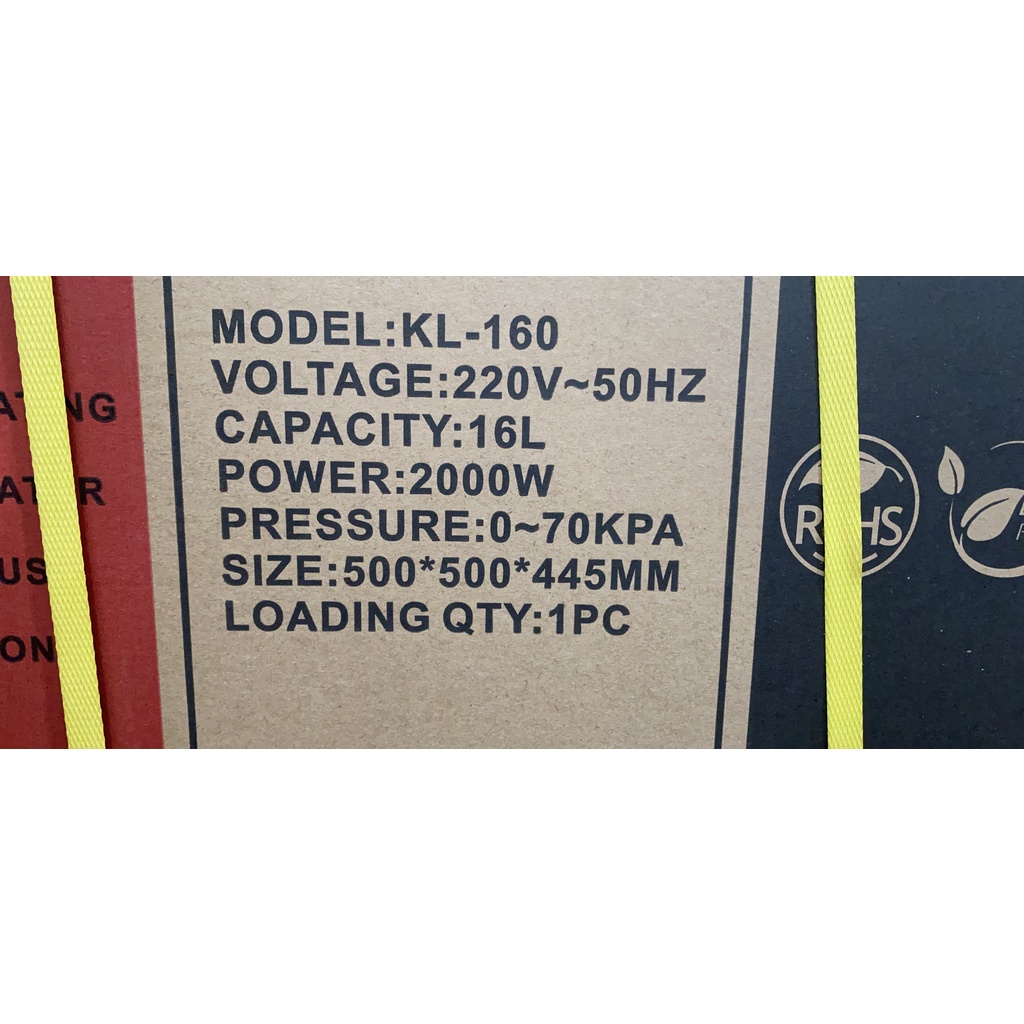 MODEL:KL-160
VOLTAGE:220V~50HZ
CAPACITY:16L
POWER:2000W
PRESSURE:0~70KPA
SIZE:500*500*445MM
LOADING QTY:1PC